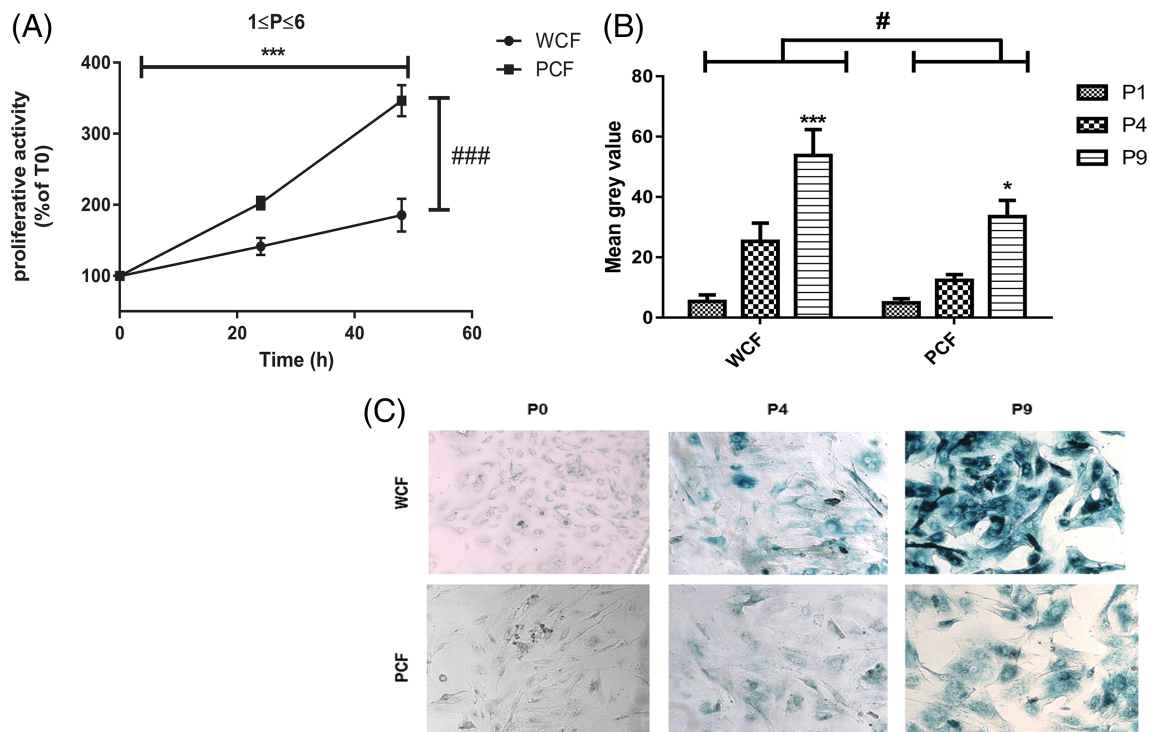 (A)
1≤P≤6
***
WCF
PCF
400
300
200
100
proliferative activity
(%of T0)
###
0
20
40
60
Time (h)
(B)
#
80
60
40
20
0
Mean grey value
***
*
P1
P4
P9
WCF
PCF
(C)
P0
P4
P9
WCF
PCF